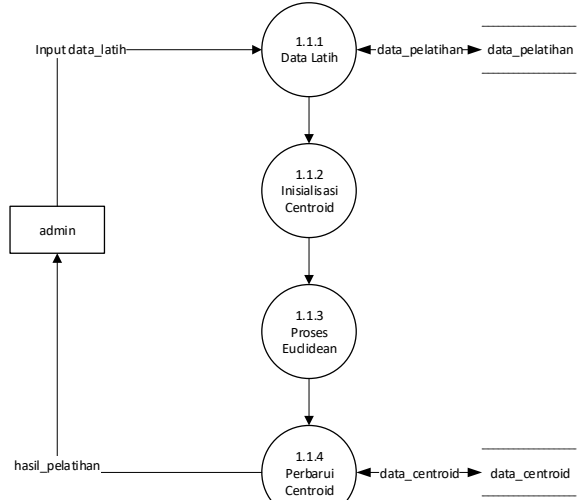 1.1.1
Data Latih
Input data_latih
data_pelatihan
data_pelatihan
1.1.2
Inisialisasi
Centroid
admin
1.1.3
Proses
Euclidean
1.1.4
Perbarui
Centroid
hasil_pelatihan
data_centroid
data_centroid